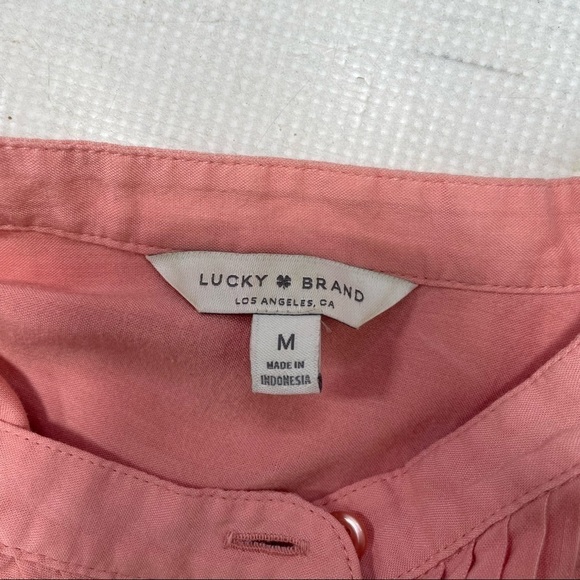 LUCKY BRAND
LOS ANGELES, CA
M
MADE IN
INDONESIA